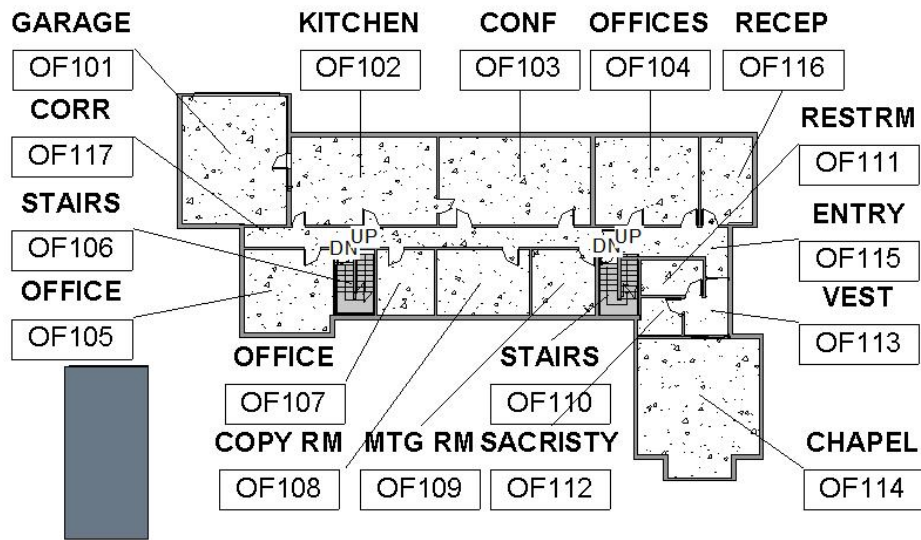 GARAGE
OF101
KITCHEN
OF102
CONF
OF103
OFFICES
OF104
RECEP
OF116
CORR
OF117
RESTRM
OF111
STAIRS
OF106
UP
DN
UP
DN
ENTRY
OF115
OFFICE
OF105
VEST
OF113
OFFICE
OF107
STAIRS
OF110
COPY RM
OF108
MTG RM
OF109
SACRISTY
OF112
CHAPEL
OF114